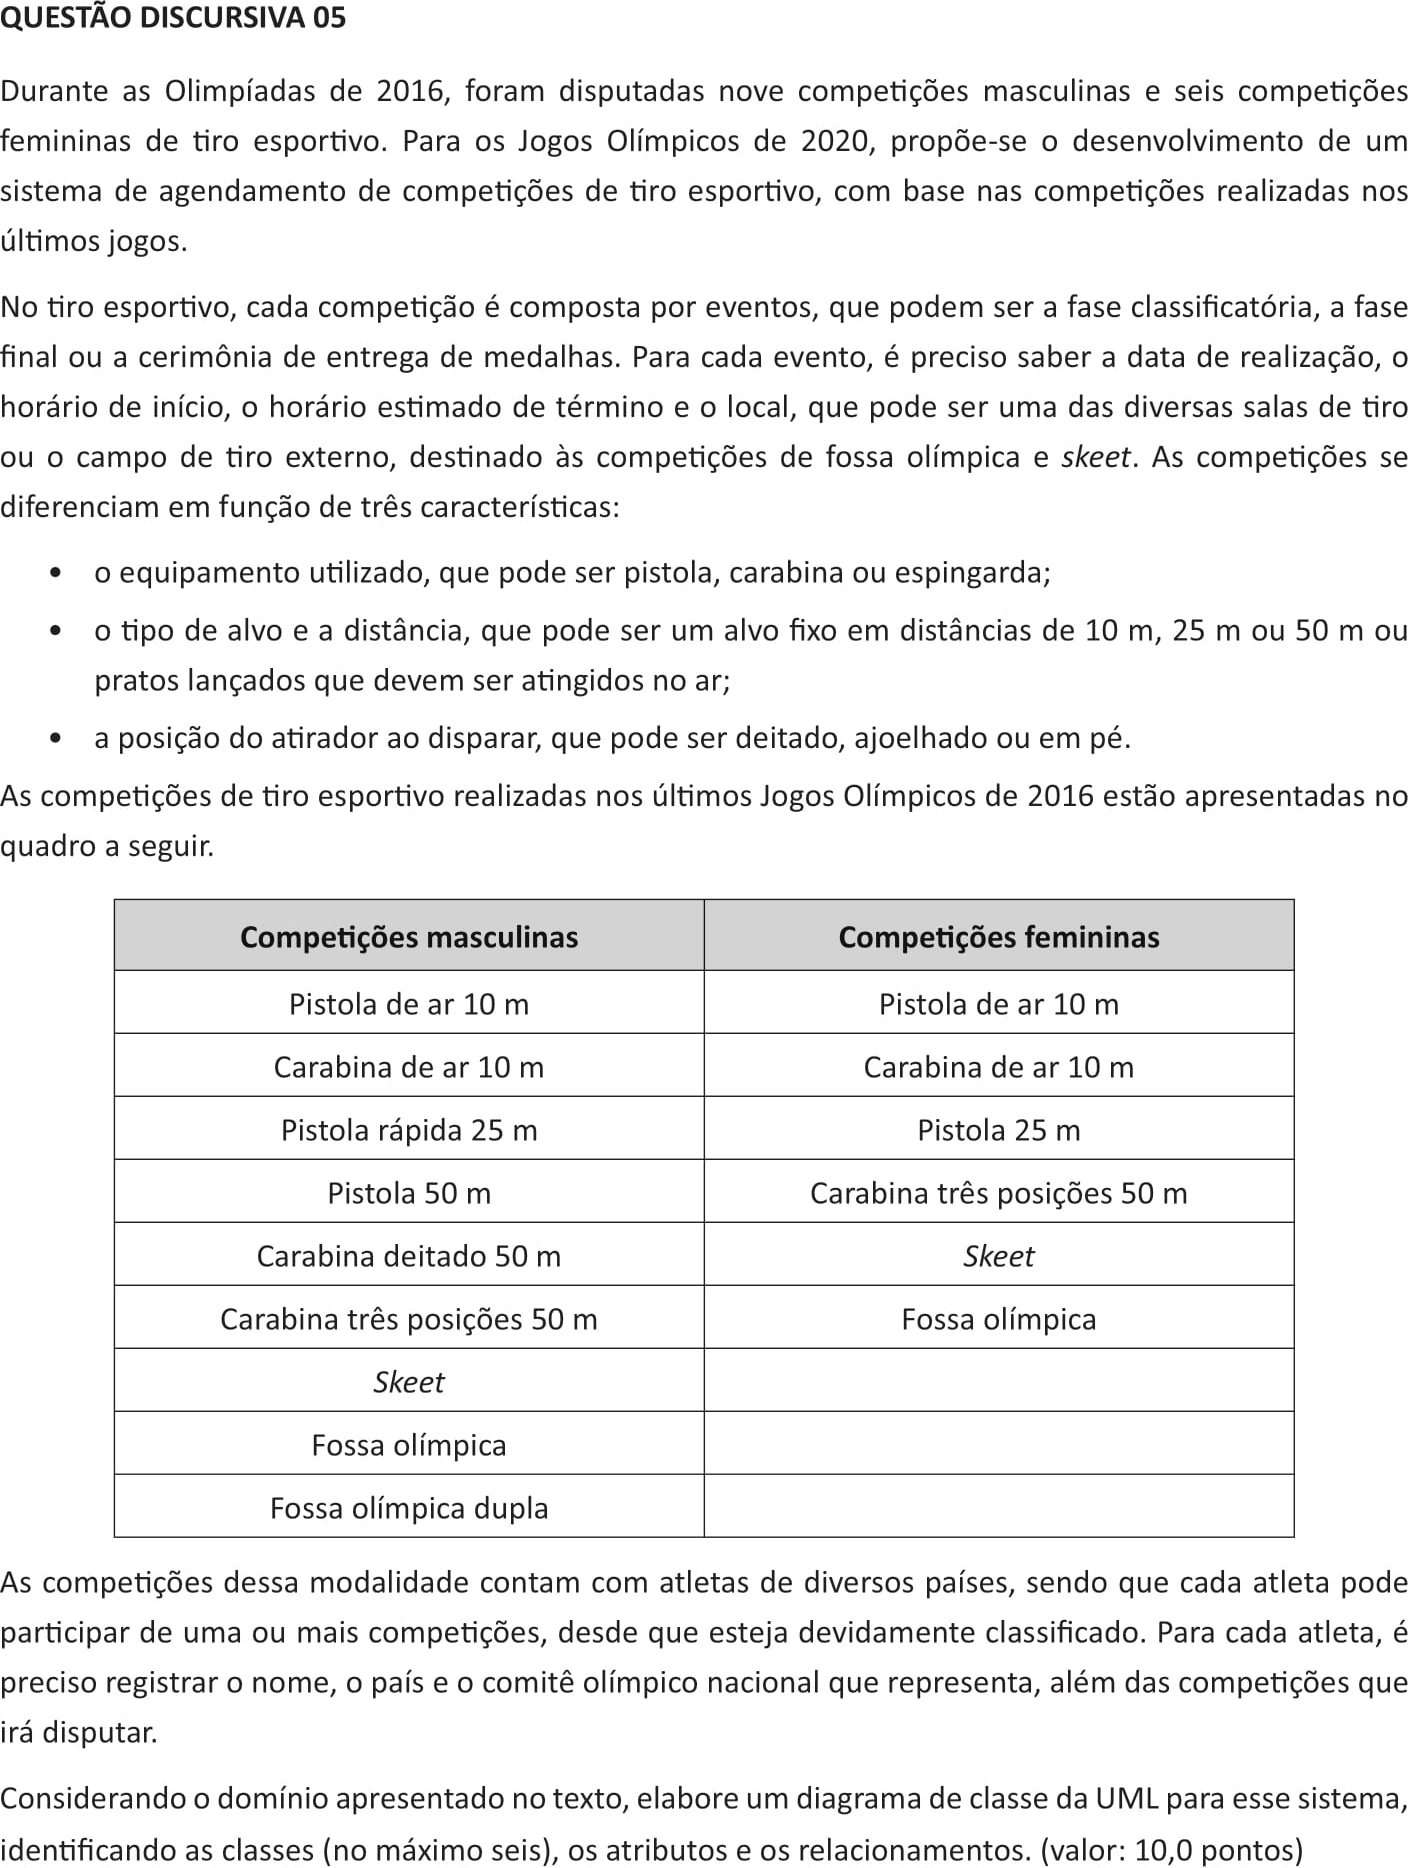 QUESTÃO DISCURSIVA 05
Durante as Olimpíadas de 2016, foram disputadas nove competições masculinas e seis competições
femininas de tiro esportivo. Para os Jogos Olímpicos de 2020, propõe-se o desenvolvimento de um
sistema de agendamento de competições de tiro esportivo, com base nas competições realizadas nos
últimos jogos.
No tiro esportivo, cada competição é composta por eventos, que podem ser a fase classificatória, a fase
final ou a cerimônia de entrega de medalhas. Para cada evento, é preciso saber a data de realização, o
horário de início, o horário estimado de término e o local, que pode ser uma das diversas salas de tiro
ou o campo de tiro externo, destinado às competições de fossa olímpica e skeet. As competições se
diferenciam em função de três características:
• o equipamento utilizado, que pode ser pistola, carabina ou espingarda;
• o tipo de alvo e a distância, que pode ser um alvo fixo em distâncias de 10 m, 25 m ou 50 m ou
pratos lançados que devem ser atingidos no ar;
• a posição do atirador ao disparar, que pode ser deitado, ajoelhado ou em pé.
As competições de tiro esportivo realizadas nos últimos Jogos Olímpicos de 2016 estão apresentadas no
quadro a seguir.
Competições masculinas Competições femininas
Pistola de ar 10 m Pistola de ar 10 m
Carabina de ar 10 m Carabina de ar 10 m
Pistola rápida 25 m Pistola 25 m
Pistola 50 m Carabina três posições 50 m
Carabina deitado 50 m Skeet
Carabina três posições 50 m Fossa olímpica
Skeet
Fossa olímpica
Fossa olímpica dupla
As competições dessa modalidade contam com atletas de diversos países, sendo que cada atleta pode
participar de uma ou mais competições, desde que esteja devidamente classificado. Para cada atleta, é
preciso registrar o nome, o país e o comitê olímpico nacional que representa, além das competições que
irá disputar.
Considerando o domínio apresentado no texto, elabore um diagrama de classe da UML para esse sistema,
identificando as classes (no máximo seis), os atributos e os relacionamentos. (valor: 10,0 pontos)